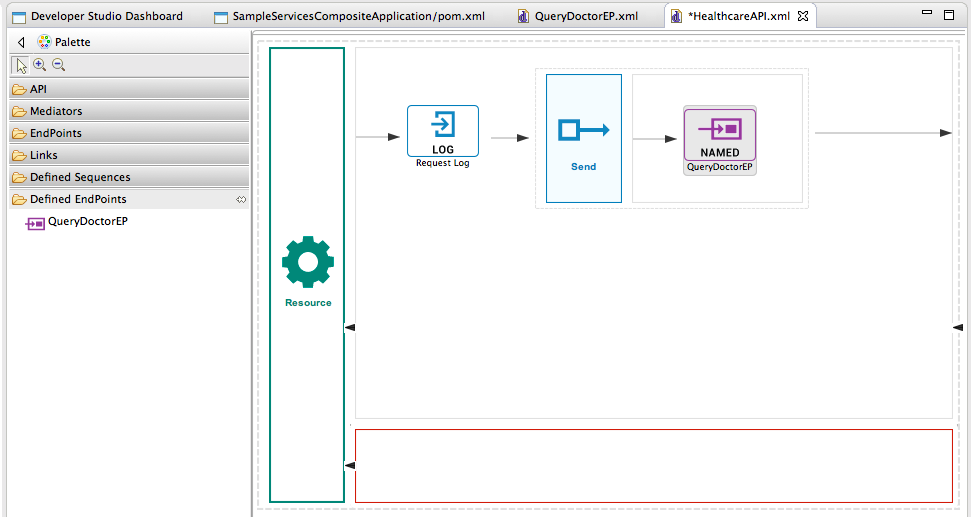 Developer Studio Dashboard
SampleServicesCompositeApplication/pom.xml
QueryDoctorEP.xml
*HealthcareAPI.xml
Palette
API
Mediators
EndPoints
Links
Defined Sequences
Defined EndPoints
QueryDoctorEP
Resource
LOG
Request Log
Send
NAMED
QueryDoctorEP